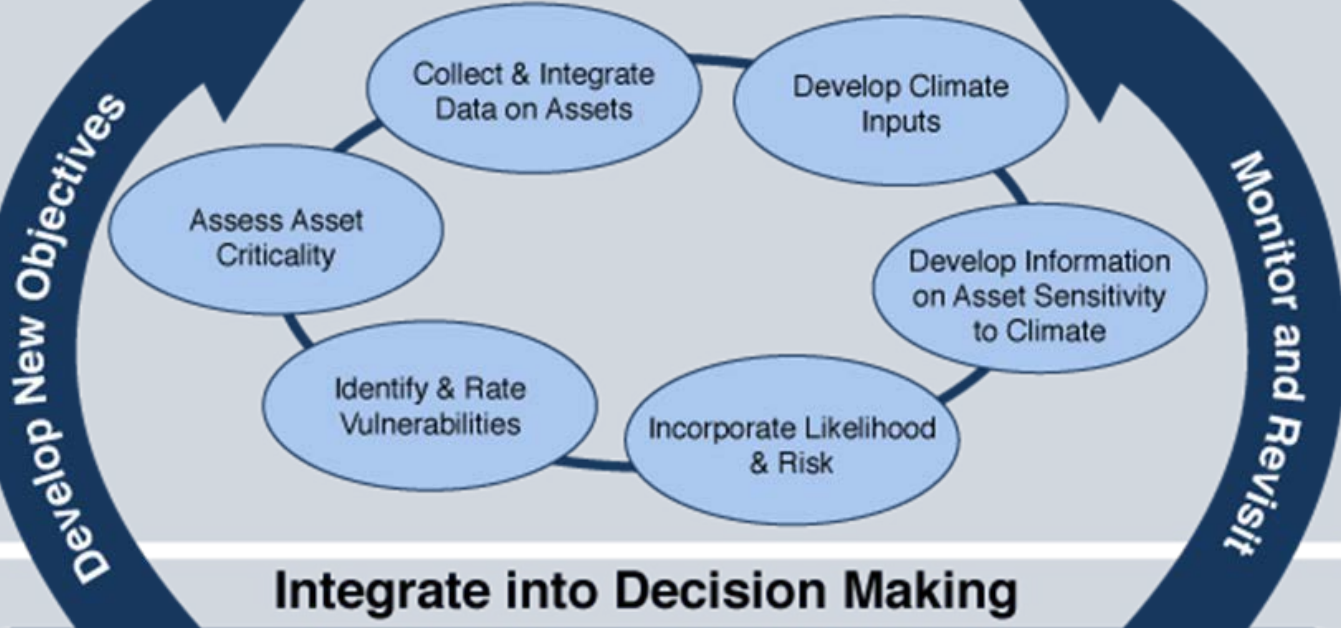 Collect & Integrate
Data on Assets
Develop Climate
Inputs
Assess Asset
Criticality
Develop Information
on Asset Sensitivity
to Climate
Identify & Rate
Vulnerabilities
Incorporate Likelihood
& Risk
Develop New Objectives
Monitor and Revisit
Integrate into Decision Making